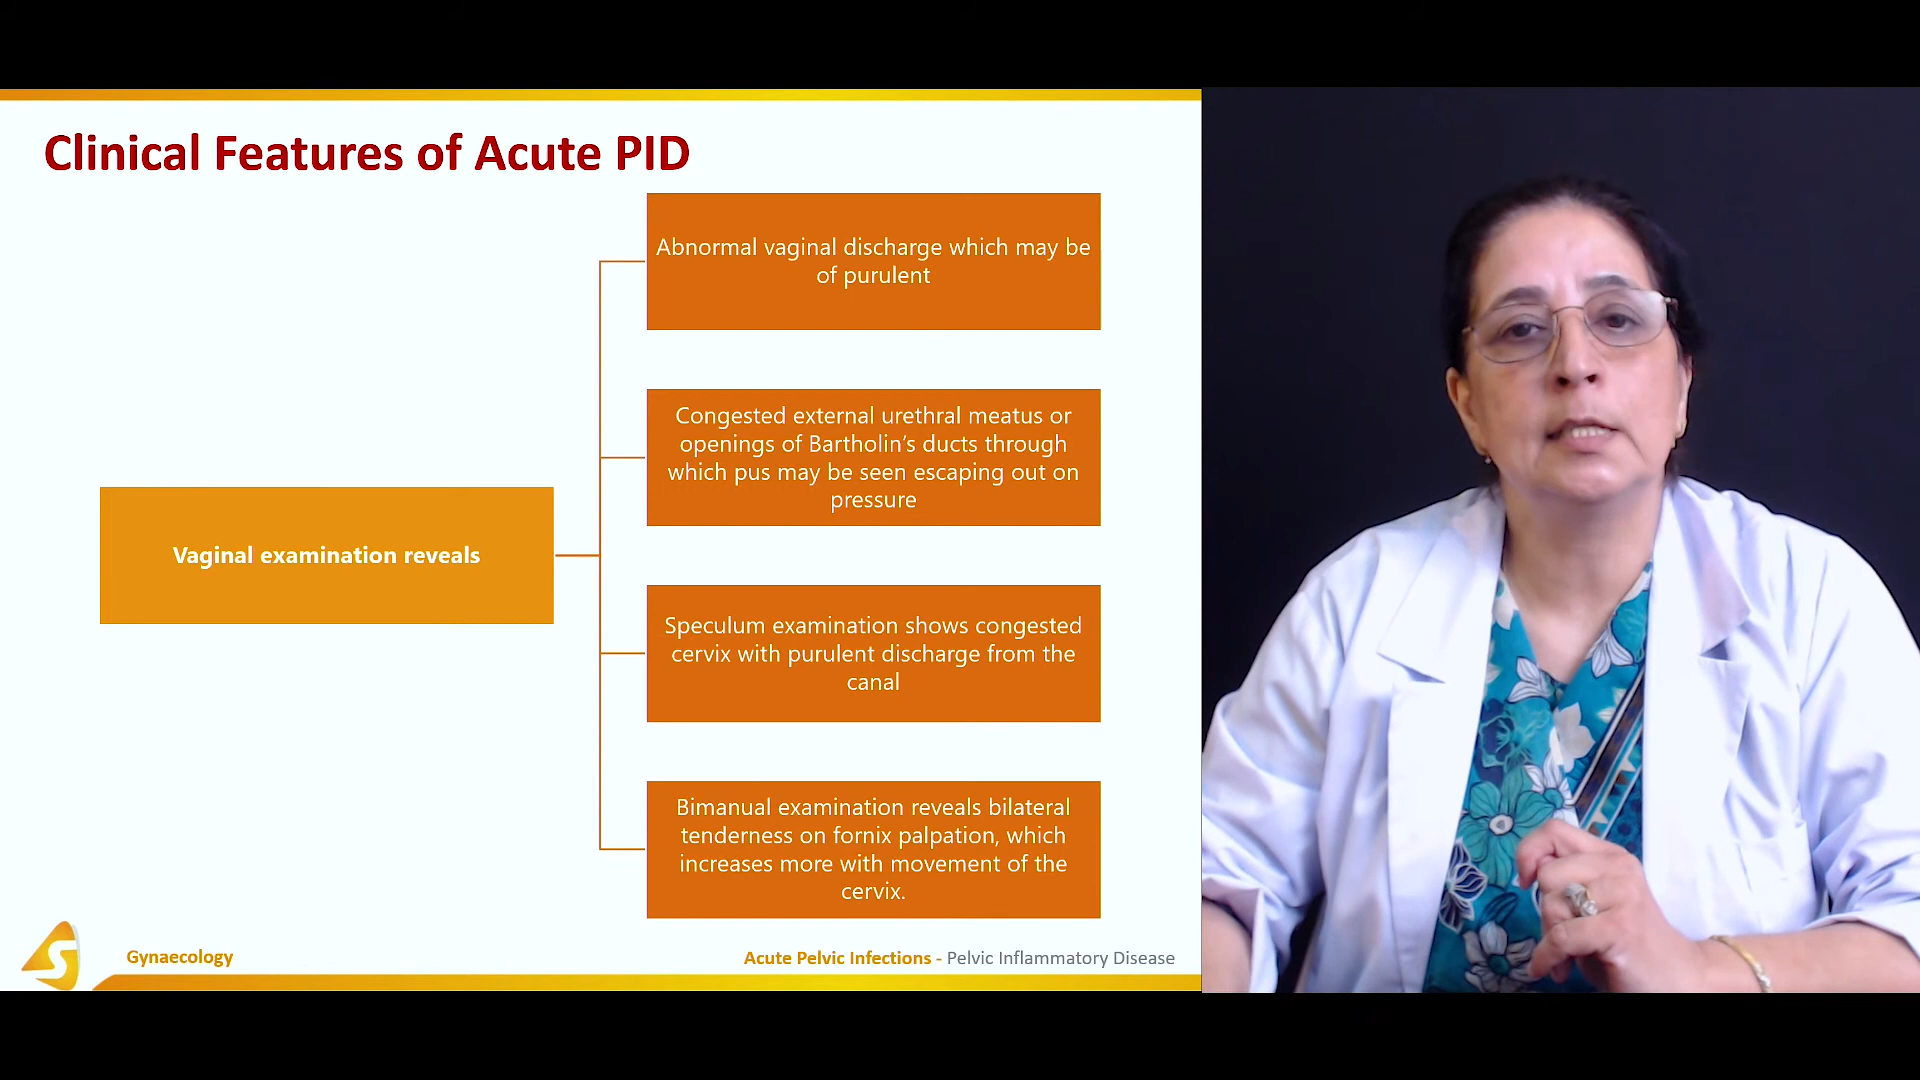 Clinical Features of Acute PID
Abnormal vaginal discharge which may be
of purulent
Congested external urethral meatus or
openings of Bartholin’s ducts through
which pus may be seen escaping out on
pressure
Vaginal examination reveals
Speculum examination shows congested
cervix with purulent discharge from the
canal
Bimanual examination reveals bilateral
tenderness on fornix palpation, which
increases more with movement of the
cervix.
S
Gynaecology
Acute Pelvic Infections - Pelvic Inflammatory Disease